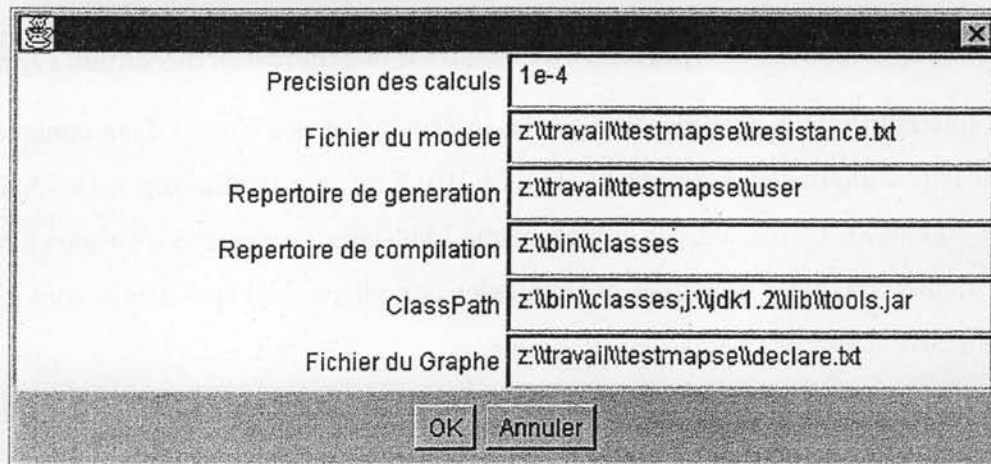 Precision des calculs 1e-4
Fichier du modele z:\\travail\\testmapse\\resistance.txt
Repertoire de generation z:\\travail\\testmapse\\user
Repertoire de compilation z:\\bin\\classes
ClassPath z:\\bin\\classes;j:\\jdk1.2\\lib\\tools.jar
Fichier du Graphe z:\\travail\\testmapse\\declare.txt
OK Annuler